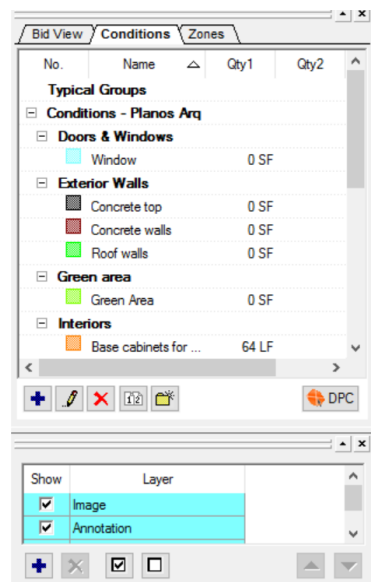 Bid View Conditions Zones
No. Name Qty1 Qty2
Typical Groups
Conditions - Planos Arq
Doors & Windows
Window 0 SF
Exterior Walls
Concrete top 0 SF
Concrete walls 0 SF
Roof walls 0 SF
Green area
Green Area 0 SF
Interiors
Base cabinets for ... 64 LF
DPC
Show Layer
Image
Annotation